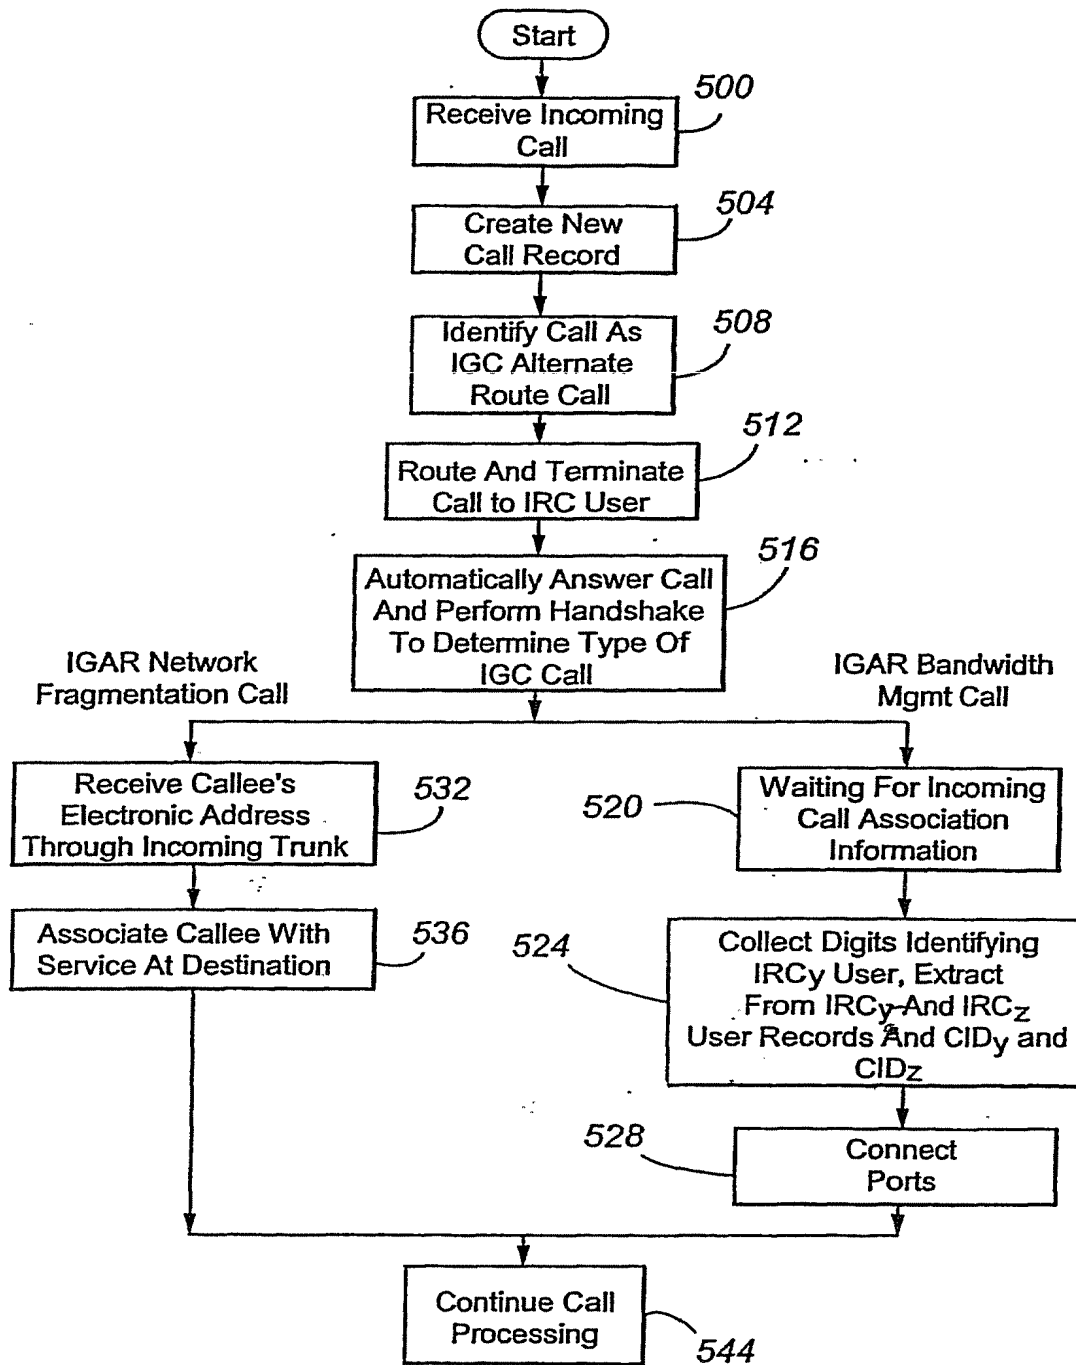 Start
500
Receive Incoming
Call
504
Create New
Call Record
508
Identify Call As
IGC Alternate
Route Call
512
Route And Terminate
Call to IRC User
516
Automatically Answer Call
And Perform Handshake
To Determine Type Of
IGC Call
IGAR Network
Fragmentation Call
IGAR Bandwidth
Mgmt Call
Receive Callee's
Electronic Address
Through Incoming Trunk
532
520
Waiting For Incoming
Call Association
Information
Associate Callee With
Service At Destination
536
524
Collect Digits Identifying
IRCy User, Extract
From IRCy And IRCz
User Records And CIDy and
CIDz
528
Connect
Ports
Continue Call
Processing
544